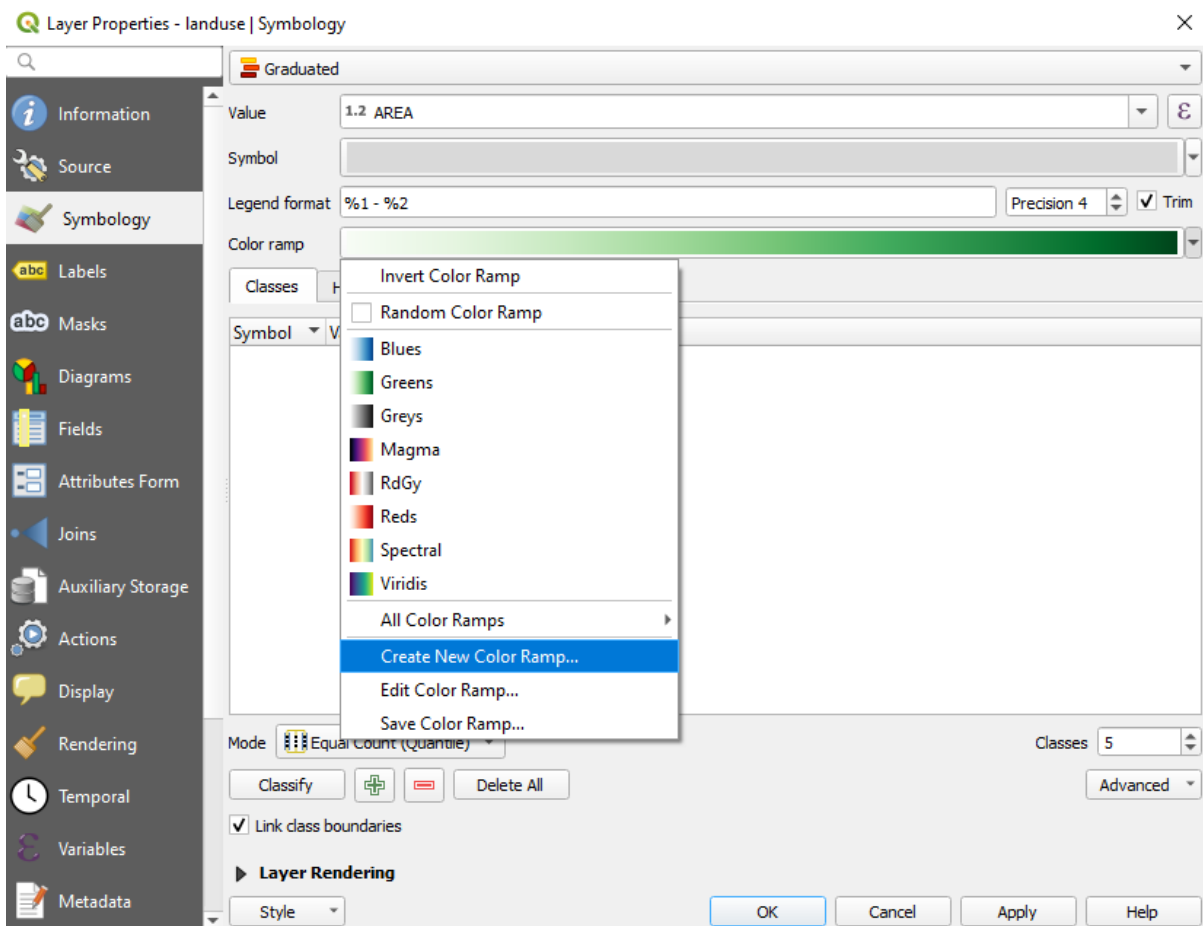 Layer Properties - landuse | Symbology
Information
Source
Symbology
abc Labels
abc Masks
Diagrams
Fields
Attributes Form
Joins
Auxiliary Storage
Actions
Display
Rendering
Temporal
Variables
Metadata
Graduated
Value 1.2 AREA ε
Symbol
Legend format %1 - %2 Precision 4 Trim
Color ramp
Classes H
Symbol V
Invert Color Ramp
Random Color Ramp
Blues
Greens
Greys
Magma
RdGy
Reds
Spectral
Viridis
All Color Ramps
Create New Color Ramp...
Edit Color Ramp...
Save Color Ramp...
Mode Equal Count (Quantile) Classes 5
Classify Delete All Advanced
Link class boundaries
Layer Rendering
Style OK Cancel Apply Help